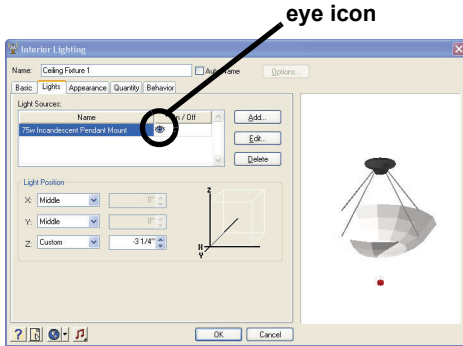 eye icon
Interior Lighting
Name: Ceiling Fixture 1 Auto Name Options...
Basic Lights Appearance Quantity Behavior
Light Sources:
Name On / Off
75w Incandescent Pendant Mount
Add...
Edit...
Delete
Light Position
X: Middle 0"
Y: Middle 0"
Z: Custom -3 1/4"
Z
H
Y
OK Cancel